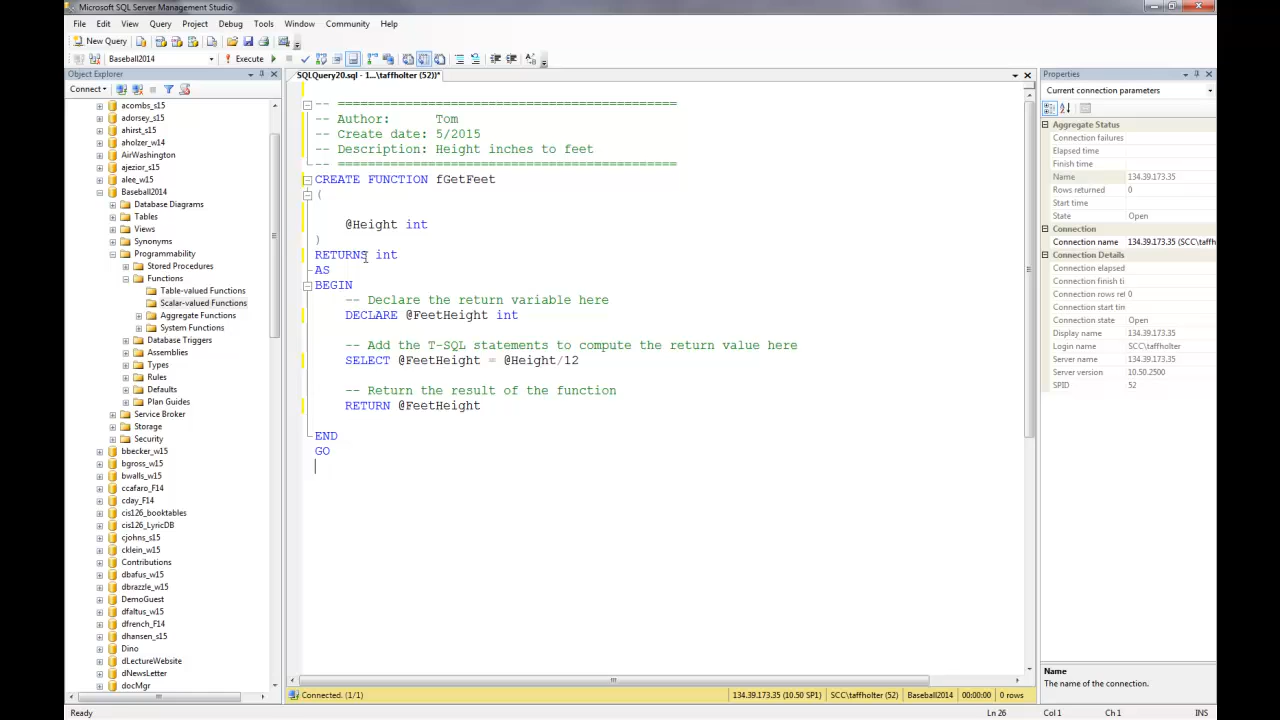 Microsoft SQL Server Management Studio
File Edit View Query Project Debug Tools Window Community Help
New Query
Baseball2014 Execute
Object Explorer
Connect
acombs_s15
adorsey_s15
ahirst_s15
aholzer_w14
AirWashington
ajezior_s15
alee_w15
Baseball2014
Database Diagrams
Tables
Views
Synonyms
Programmability
Stored Procedures
Functions
Table-valued Functions
Scalar-valued Functions
Aggregate Functions
System Functions
Database Triggers
Assemblies
Types
Rules
Defaults
Plan Guides
Service Broker
Storage
Security
bbecker_w15
bgross_w15
bwalls_w15
ccafaro_F14
cday_F14
cis126_booktables
cis126_LyricDB
cjohns_s15
cklein_w15
Contributions
dbafus_w15
dbrazzle_w15
DemoGuest
dfaltus_w15
dfrench_F14
dhansen_s15
Dino
dLectureWebsite
dNewsLetter
docMgr
SQLQuery20.sql - 1...\taffholter (52))*
-- =============================================
-- Author: Tom
-- Create date: 5/2015
-- Description: Height inches to feet
-- =============================================
CREATE FUNCTION fGetFeet
(
@Height int
)
RETURNS int
AS
BEGIN
-- Declare the return variable here
DECLARE @FeetHeight int
-- Add the T-SQL statements to compute the return value here
SELECT @FeetHeight = @Height/12
-- Return the result of the function
RETURN @FeetHeight
END
GO
Connected. (1/1) 134.39.173.35 (10.50 SP1) SCC\taffholter (52) Baseball2014 00:00:00 0 rows
Properties
Current connection parameters
Aggregate Status
Connection failures
Elapsed time
Finish time
Name 134.39.173.35
Rows returned 0
Start time
State Open
Connection
Connection name 134.39.173.35 (SCC\taffh
Connection Details
Connection elapsed
Connection finish ti
Connection rows ret 0
Connection start tim
Connection state Open
Display name 134.39.173.35
Login name SCC\taffholter
Server name 134.39.173.35
Server version 10.50.2500
SPID 52
Name
The name of the connection.
Ready Ln 26 Col 1 Ch 1 INS